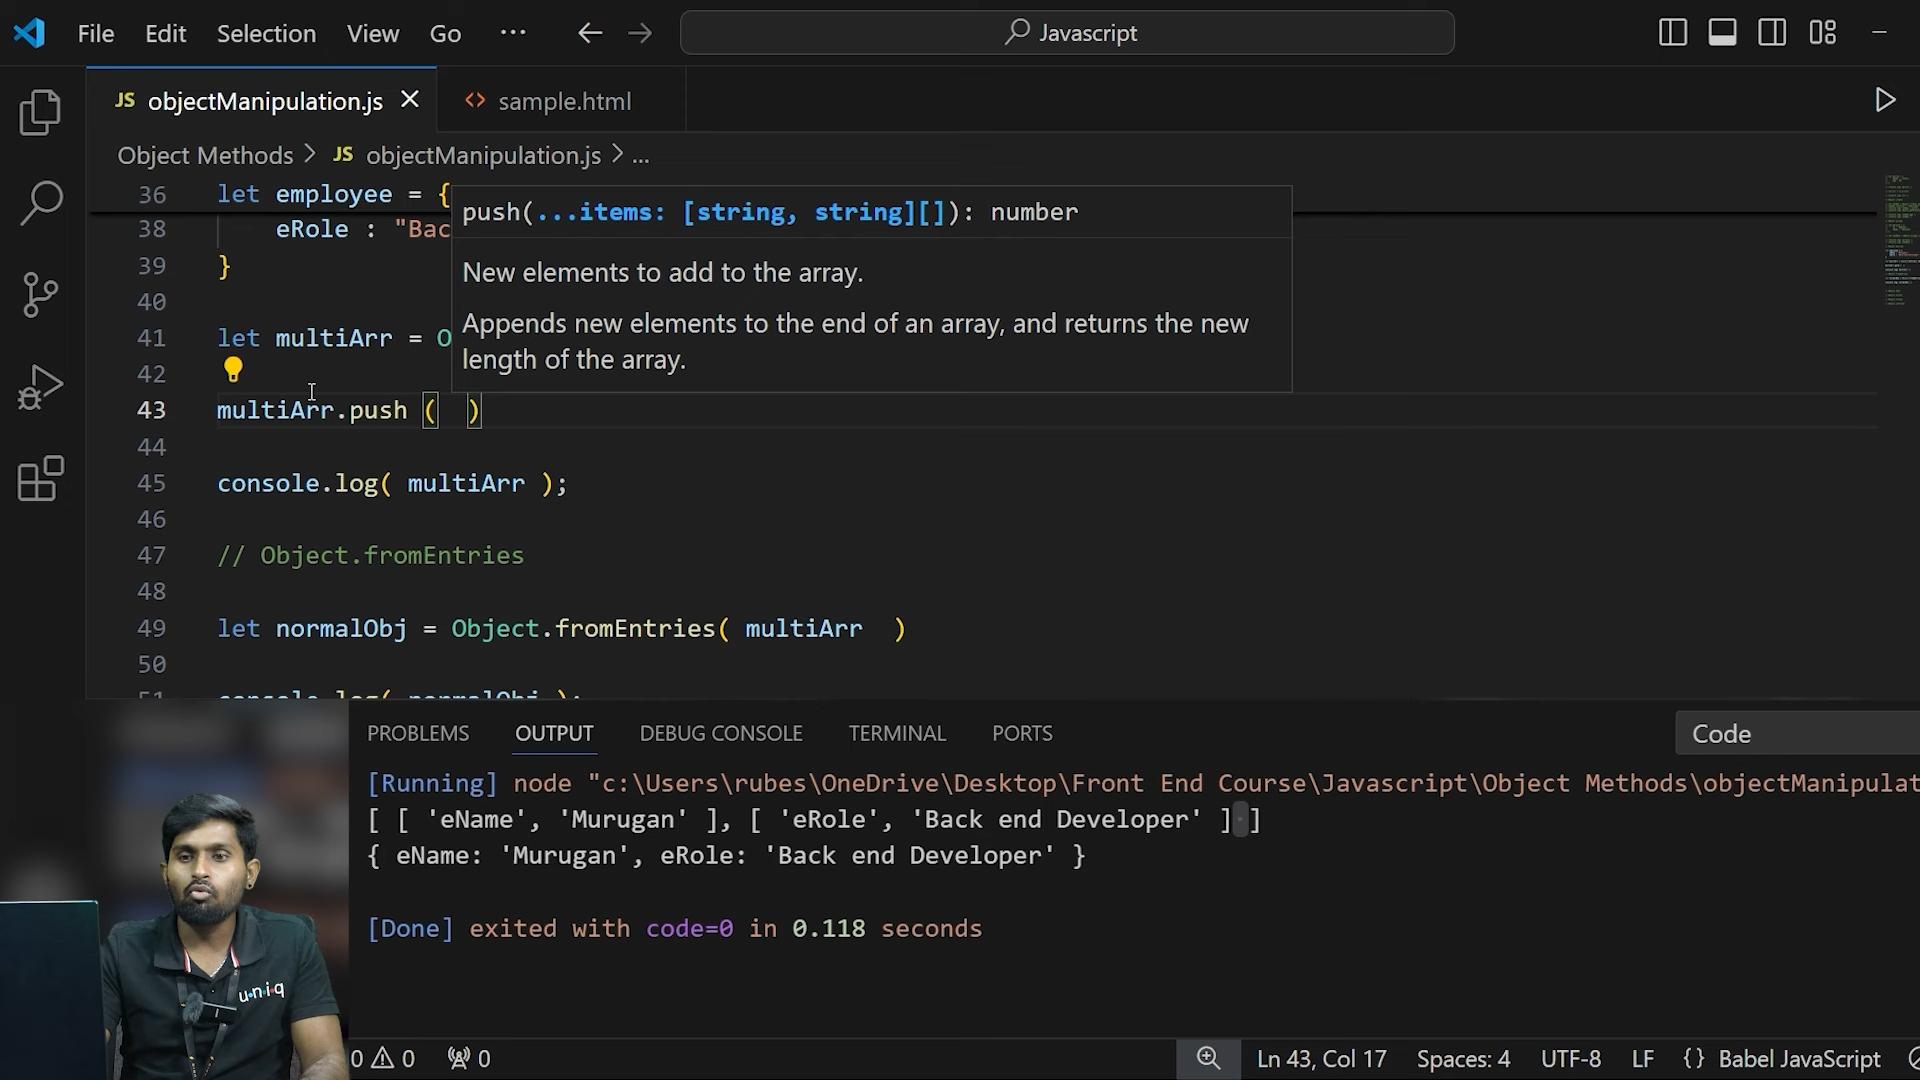 File Edit Selection View Go ... Javascript
JS objectManipulation.js sample.html
Object Methods > JS objectManipulation.js > ...
36 let employee = {
38 eRole : "Bac
39 }
40
41 let multiArr = O
42
43 multiArr.push ( )
44
45 console.log( multiArr );
46
47 // Object.fromEntries
48
49 let normalObj = Object.fromEntries( multiArr )
50
51 console.log( normalObj );
push(...items: [string, string][]): number
New elements to add to the array.
Appends new elements to the end of an array, and returns the new
length of the array.
PROBLEMS OUTPUT DEBUG CONSOLE TERMINAL PORTS Code
[Running] node "c:\Users\rubes\OneDrive\Desktop\Front End Course\Javascript\Object Methods\objectManipulat
[ [ 'eName', 'Murugan' ], [ 'eRole', 'Back end Developer' ] ]
{ eName: 'Murugan', eRole: 'Back end Developer' }
[Done] exited with code=0 in 0.118 seconds
u·n·i·q
0 0 0 Ln 43, Col 17 Spaces: 4 UTF-8 LF {} Babel JavaScript